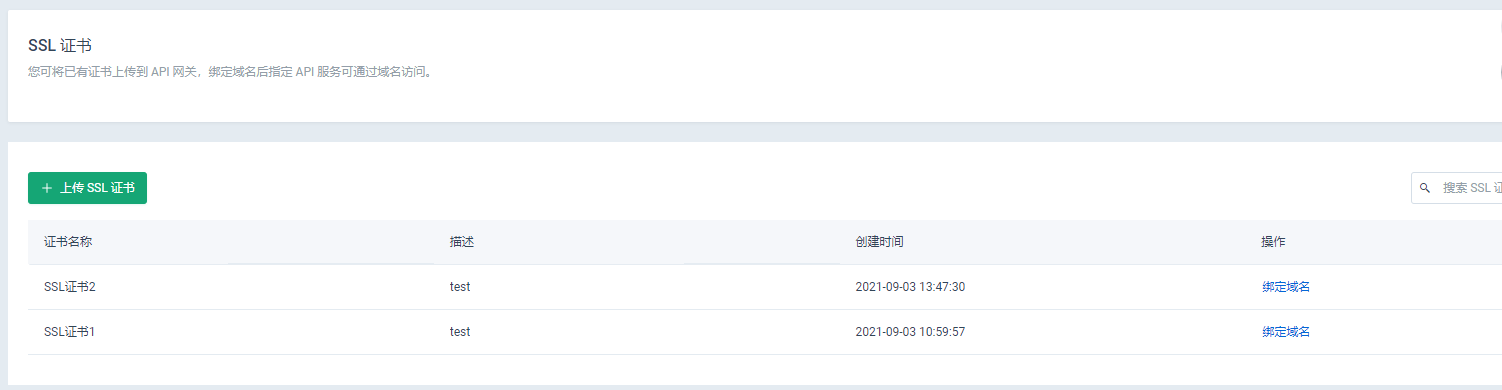 SSL 证书
您可将已有证书上传到 API 网关，绑定域名后指定 API 服务可通过域名访问。
+ 上传 SSL 证书
搜索 SSL 证
证书名称 描述 创建时间 操作
SSL证书2 test 2021-09-03 13:47:30 绑定域名
SSL证书1 test 2021-09-03 10:59:57 绑定域名